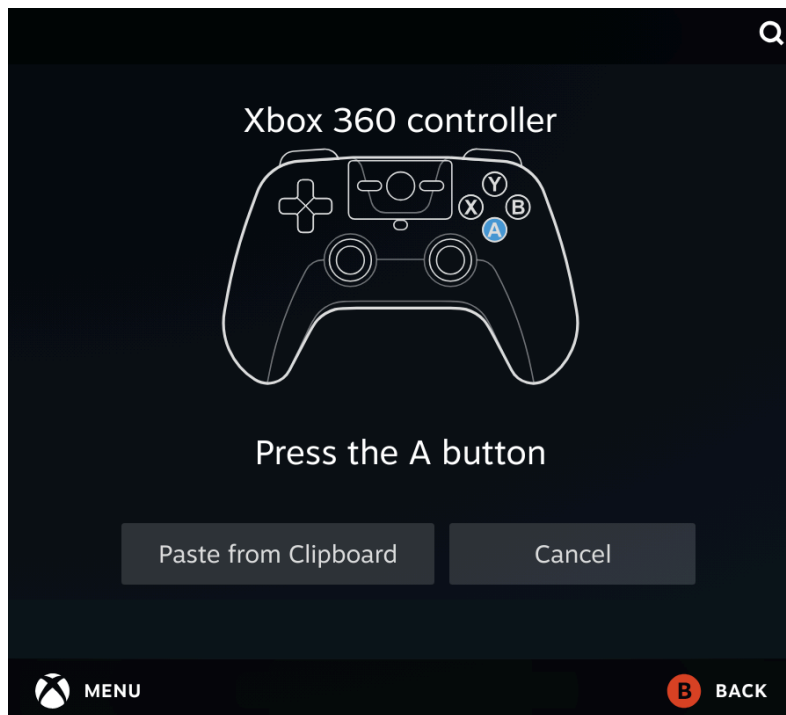 Xbox 360 controller
Y
X B
A
Press the A button
Paste from Clipboard Cancel
MENU B BACK